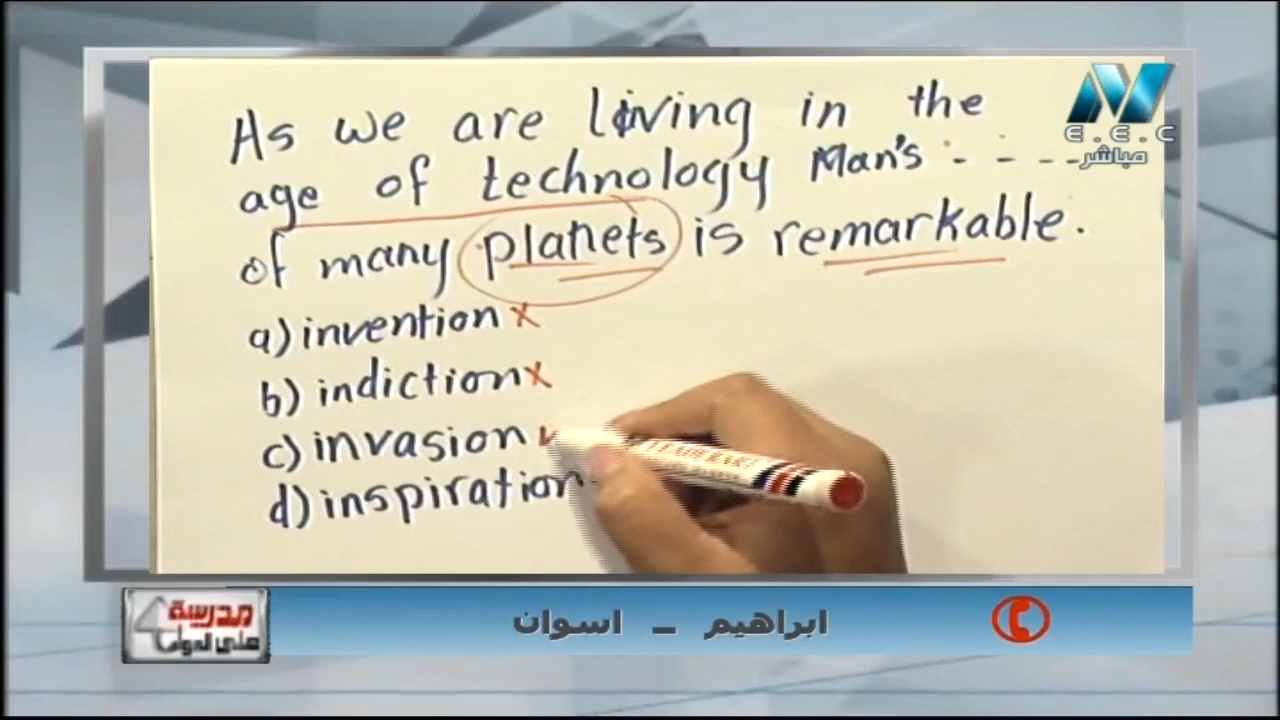 As we are living in the
age of technology Man's . - - --
of many planets is remarkable.
a) invention x
b) indiction x
c) invasion
d) inspiration
E.E.C
مباشر
مدرسة
على الهواء
ابراهيم _ اسوان